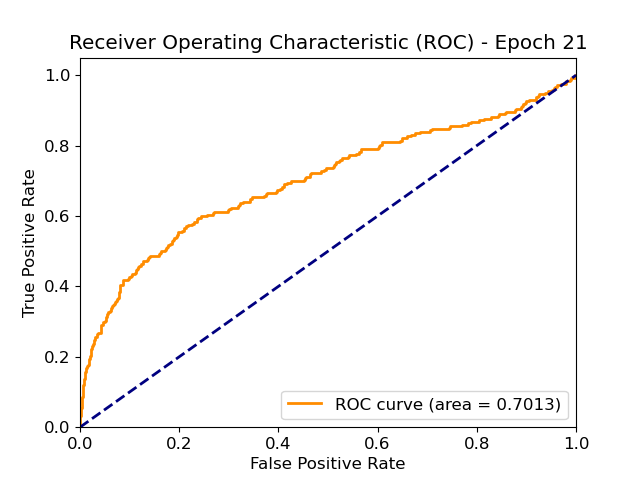 Receiver Operating Characteristic (ROC) - Epoch 21
True Positive Rate
1.0
0.8
0.6
0.4
0.2
0.0
ROC curve (area = 0.7013)
0.0 0.2 0.4 0.6 0.8 1.0
False Positive Rate